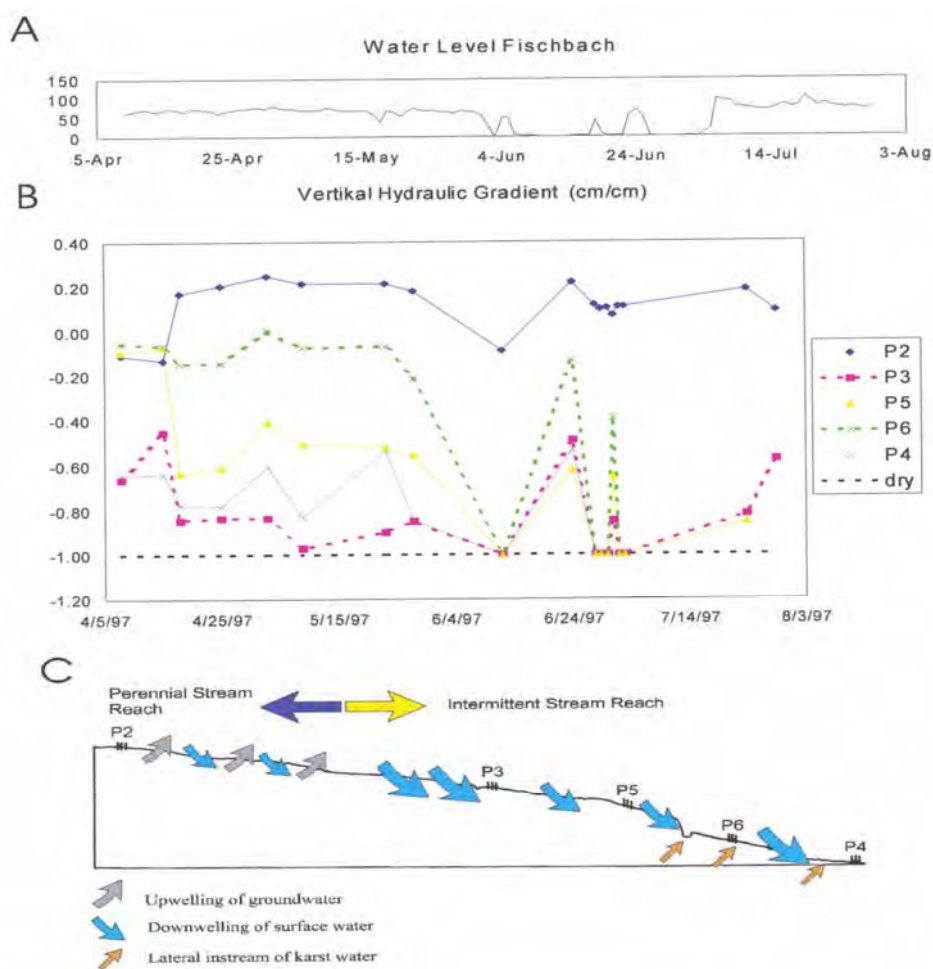 A
Water Level Fischbach
150
100
50
0
5-Apr 25-Apr 15-May 4-Jun 24-Jun 14-Jul 3-Aug
B
Vertikal Hydraulic Gradient (cm/cm)
0.40
0.20
0.00
-0.20
-0.40
-0.60
-0.80
-1.00
-1.20
4/5/97 4/25/97 5/15/97 6/4/97 6/24/97 7/14/97 8/3/97
P2
P3
P5
P6
P4
dry
C
Perennial Stream
Reach
Intermittent Stream Reach
P2
P3
P5
P6
P4
Upwelling of groundwater
Downwelling of surface water
Lateral instream of karst water